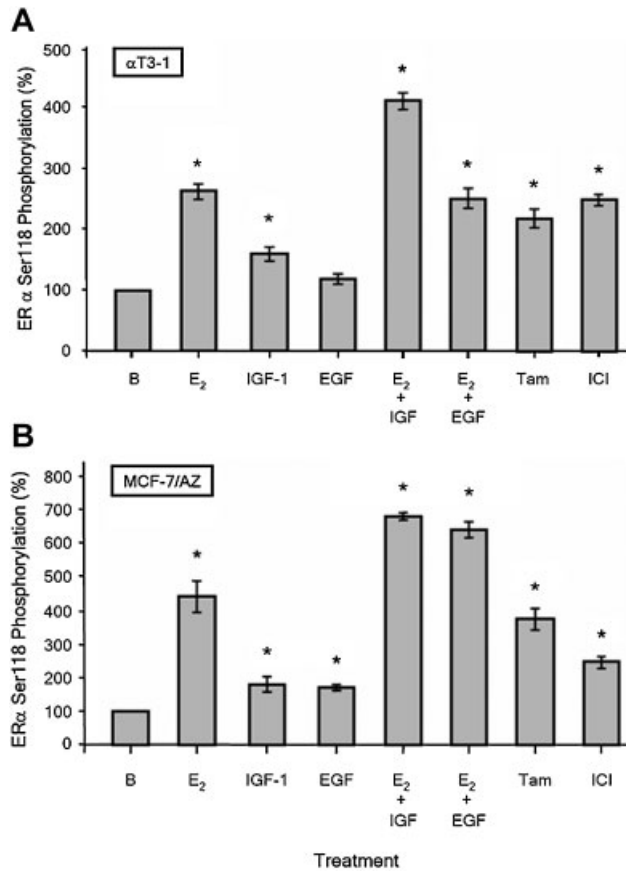 A
αT3-1
ER α Ser118 Phosphorylation (%)
500
400
300
200
100
0
* * * * * *
B E₂ IGF-1 EGF E₂ + IGF E₂ + EGF Tam ICI
B
MCF-7/AZ
ERα Ser118 Phosphorylation (%)
800
700
600
500
400
300
200
100
0
* * * * * * *
B E₂ IGF-1 EGF E₂ + IGF E₂ + EGF Tam ICI
Treatment